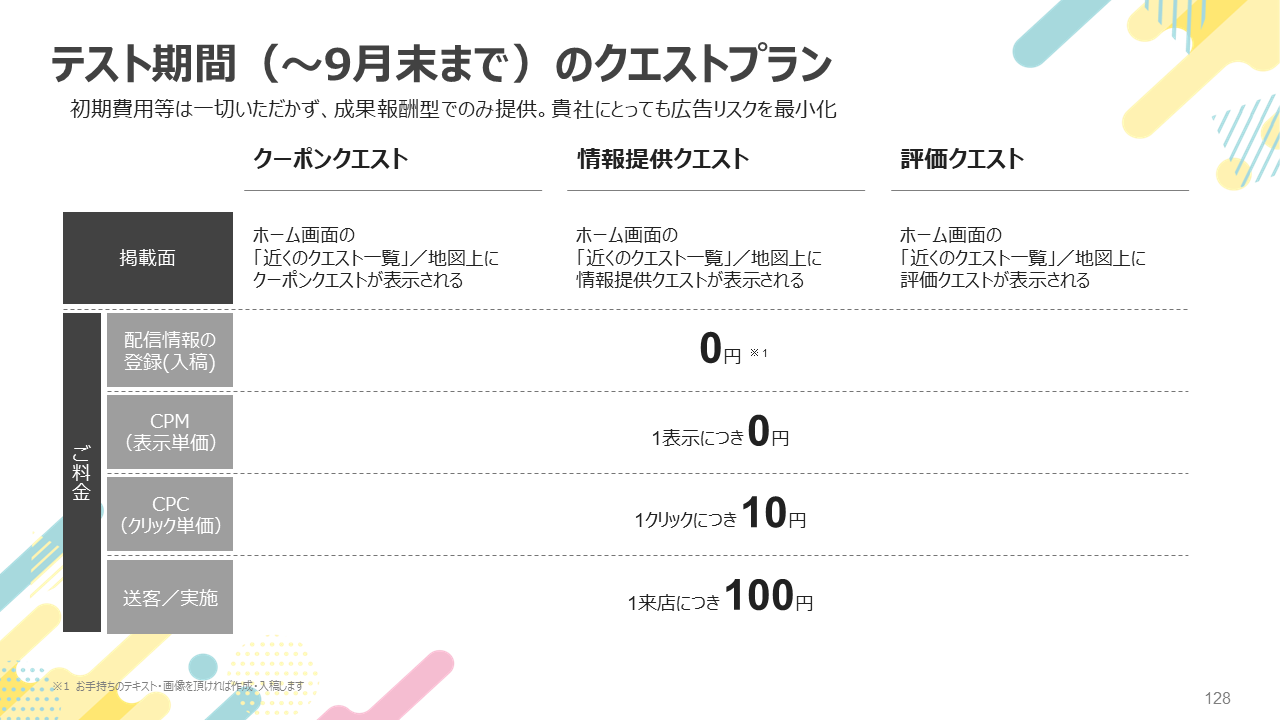 テスト期間（～9月末まで）のクエストプラン
初期費用等は一切いただかず、成果報酬型でのみ提供。貴社にとっても広告リスクを最小化
クーポンクエスト
情報提供クエスト
評価クエスト
掲載面
ホーム画面の
「近くのクエスト一覧」／地図上に
クーポンクエストが表示される
ホーム画面の
「近くのクエスト一覧」／地図上に
情報提供クエストが表示される
ホーム画面の
「近くのクエスト一覧」／地図上に
評価クエストが表示される
ご料金
配信情報の
登録(入稿)
0円 ※1
CPM
（表示単価）
1表示につき0円
CPC
（クリック単価）
1クリックにつき10円
送客／実施
1来店につき100円
※1 お手持ちのテキスト・画像を頂ければ作成・入稿します
128